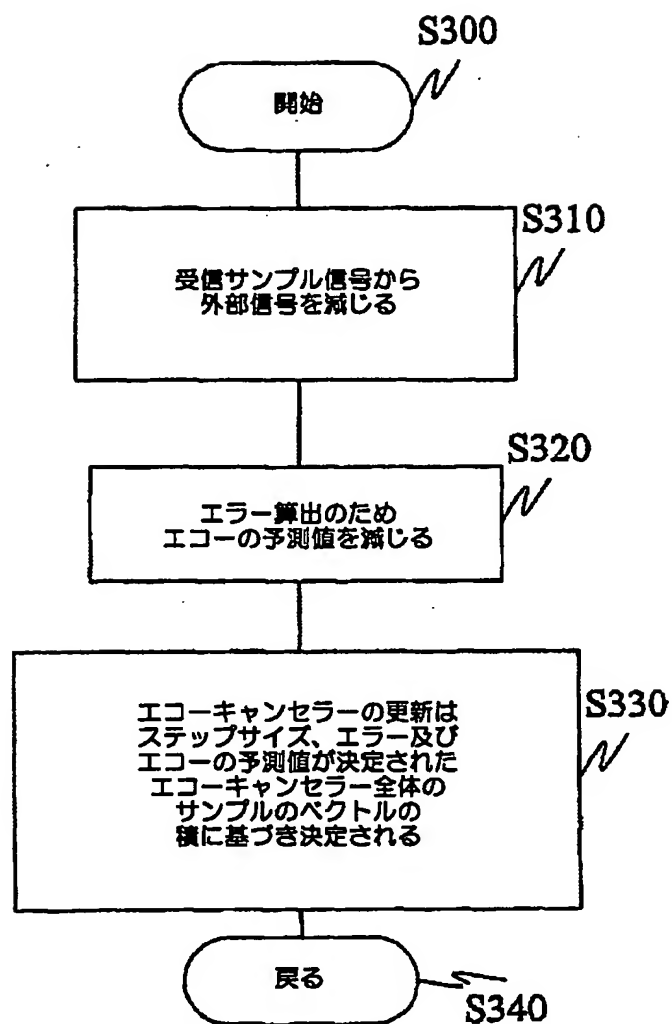 S300
開始
S310
受信サンプル信号から
外部信号を減じる
S320
エラー算出のため
エコーの予測値を減じる
S330
エコーキャンセラーの更新は
ステップサイズ、エラー及び
エコーの予測値が決定された
エコーキャンセラー全体の
サンプルのベクトルの
積に基づき決定される
戻る
S340